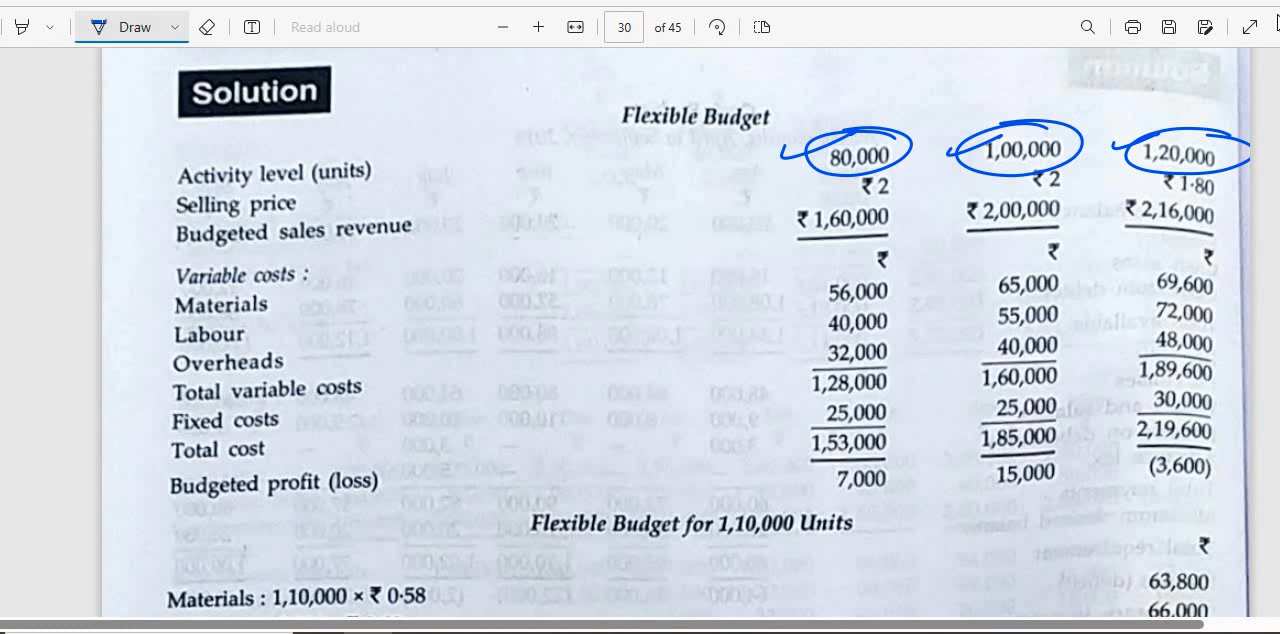 Draw Read aloud 30 of 45
Solution
Flexible Budget
Activity level (units) 80,000 1,00,000 1,20,000
Selling price ₹ 2 ₹ 2 ₹ 1·80
Budgeted sales revenue ₹ 1,60,000 ₹ 2,00,000 ₹ 2,16,000
₹ ₹ ₹
Variable costs :
Materials 56,000 65,000 69,600
Labour 40,000 55,000 72,000
Overheads 32,000 40,000 48,000
Total variable costs 1,28,000 1,60,000 1,89,600
Fixed costs 25,000 25,000 30,000
Total cost 1,53,000 1,85,000 2,19,600
Budgeted profit (loss) 7,000 15,000 (3,600)
Flexible Budget for 1,10,000 Units
₹
Materials : 1,10,000 × ₹ 0·58 63,800
66,000